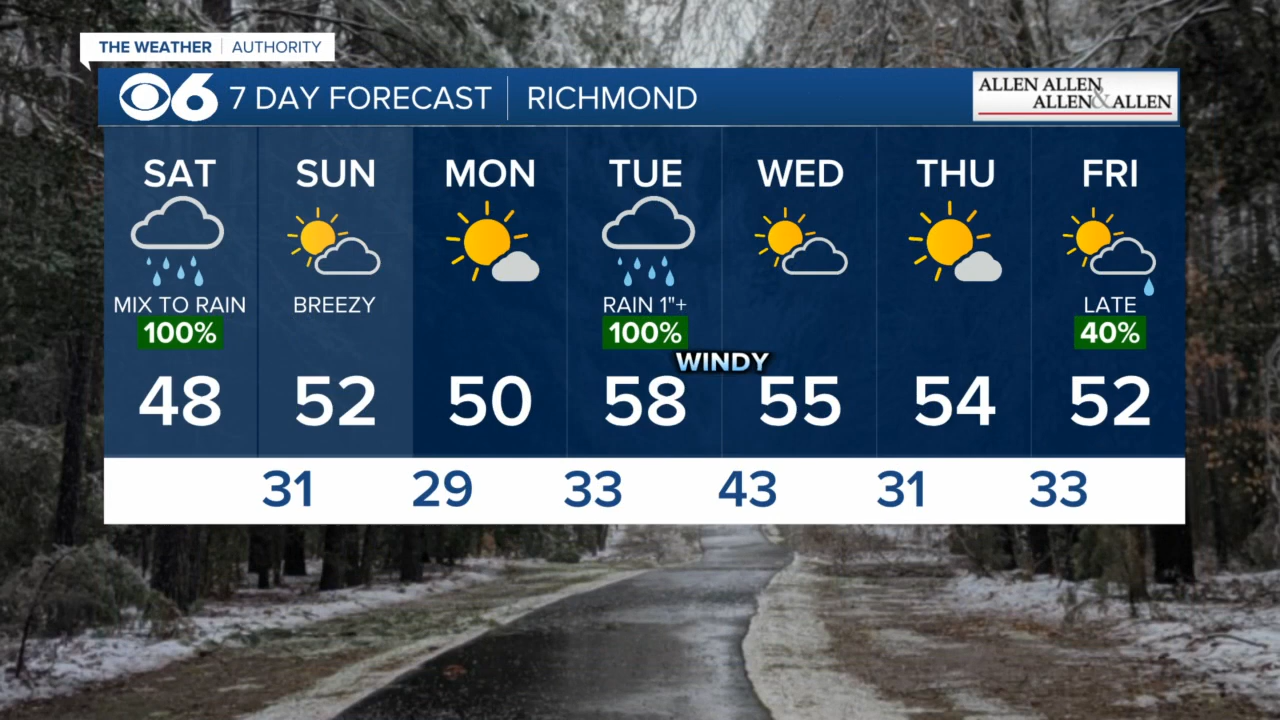 THE WEATHER | AUTHORITY
6 7 DAY FORECAST | RICHMOND
ALLEN ALLEN
ALLEN & ALLEN
SAT SUN MON TUE WED THU FRI
MIX TO RAIN BREEZY RAIN 1"+ LATE
100% 100% 40%
WINDY
48 52 50 58 55 54 52
31 29 33 43 31 33